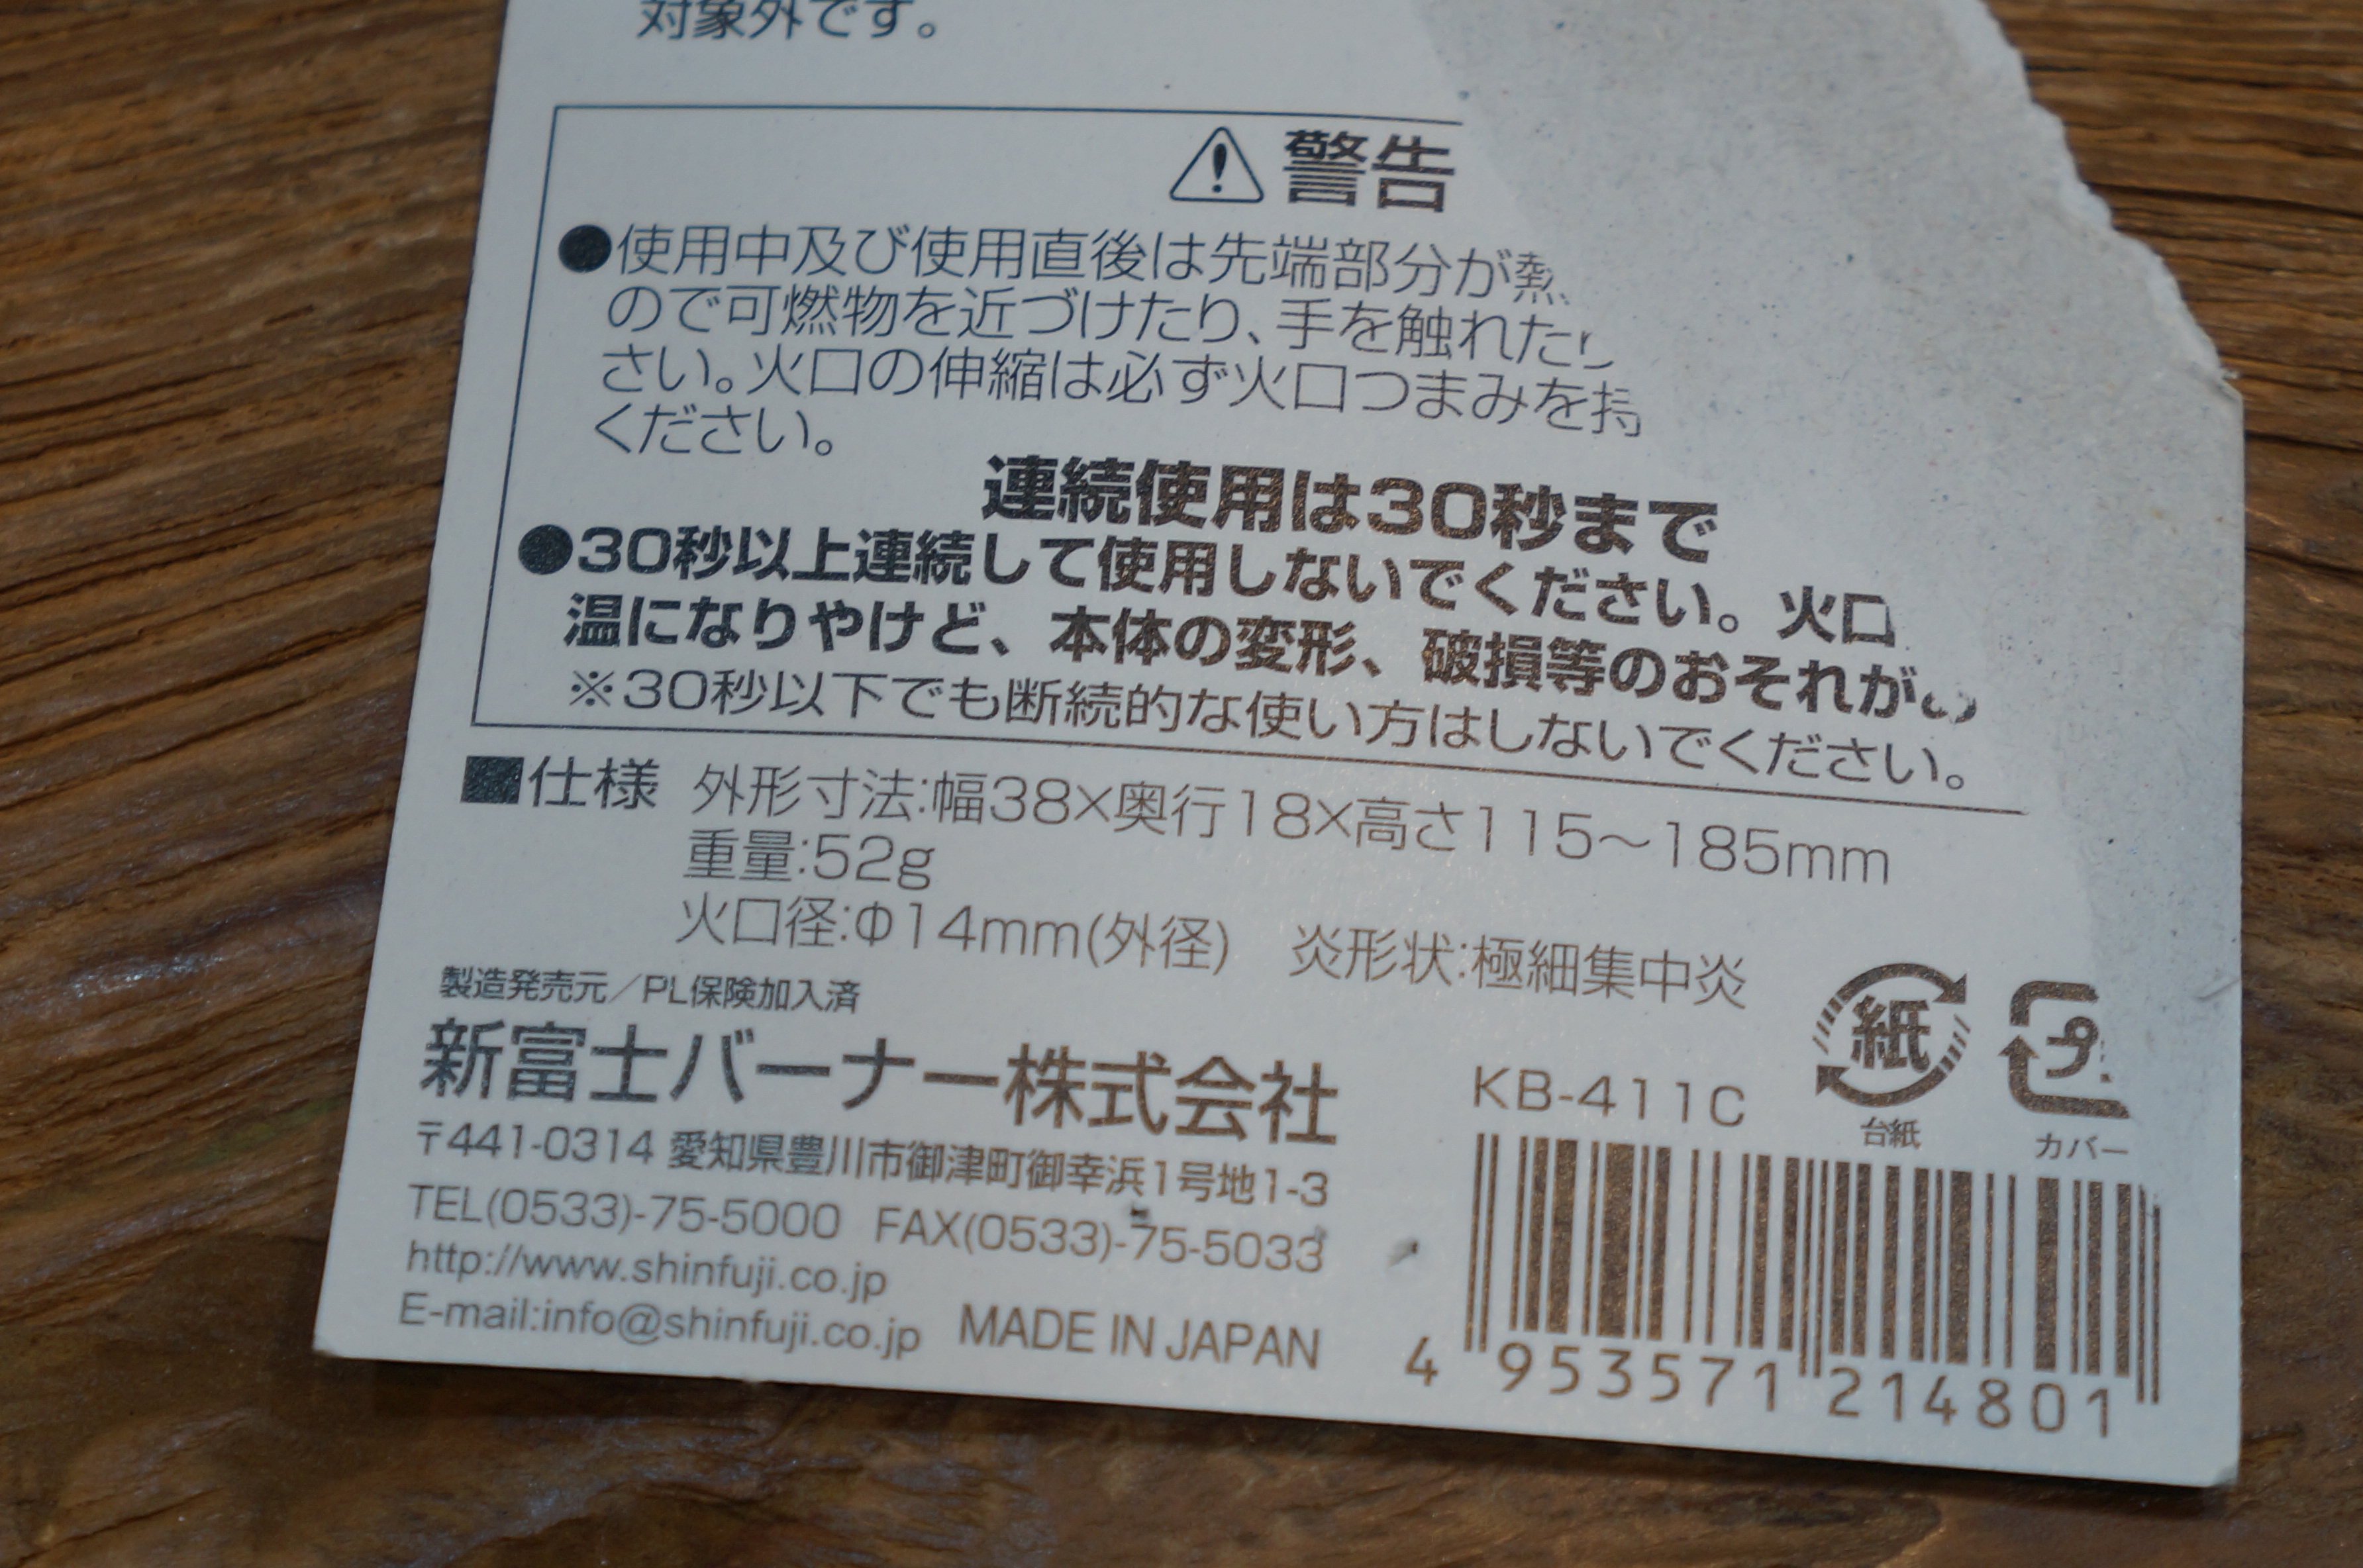 対象外です。
警告
●使用中及び使用直後は先端部分が熱
ので可燃物を近づけたり、手を触れたり
さい。火口の伸縮は必ず火口つまみを持
ください。
連続使用は30秒まで
●30秒以上連続して使用しないでください。火口
温になりやけど、本体の変形、破損等のおそれが
※30秒以下でも断続的な使い方はしないでください。
■仕様 外形寸法:幅38×奥行18×高さ115〜185mm
重量:52g
火口径:Φ14mm(外径) 炎形状:極細集中炎
製造発売元／PL保険加入済
新富士バーナー株式会社
〒441-0314 愛知県豊川市御津町御幸浜1号地1-3
TEL(0533)-75-5000 FAX(0533)-75-5033
http://www.shinfuji.co.jp
E-mail:info@shinfuji.co.jp MADE IN JAPAN
KB-411C
紙
台紙
プ
カバー
4 953571 214801